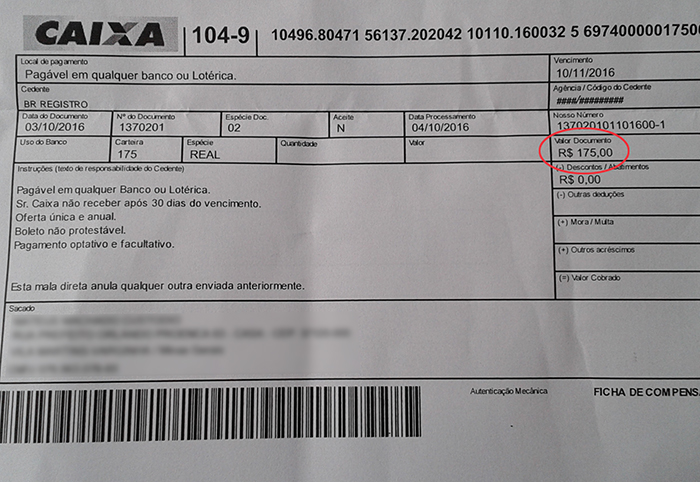 CAIXA 104-9 10496.80471 56137.202042 10110.160032 5 6974000001750
Local de pagamento
Pagável em qualquer banco ou Lotérica.
Vencimento
10/11/2016
Cedente
BR REGISTRO
Agência / Código do Cedente
####/#########
Data do Documento Nº do Documento Espécie Doc. Aceite Data Processamento Nosso Número
03/10/2016 1370201 02 N 04/10/2016 137020101101600-1
Uso do Banco Carteira Espécie Quantidade Valor Valor Documento
175 REAL R$ 175,00
Instruções (texto de responsabilidade do Cedente)
(-) Descontos / Abatimentos
R$ 0,00
Pagável em qualquer Banco ou Lotérica.
Sr. Caixa não receber após 30 dias do vencimento.
Oferta única e anual.
Boleto não protestável.
Pagamento optativo e facultativo.
(-) Outras deduções
(+) Mora / Multa
(+) Outros acréscimos
(=) Valor Cobrado
Esta mala direta anula qualquer outra enviada anteriormente.
Sacado
Autenticação Mecânica FICHA DE COMPENSA